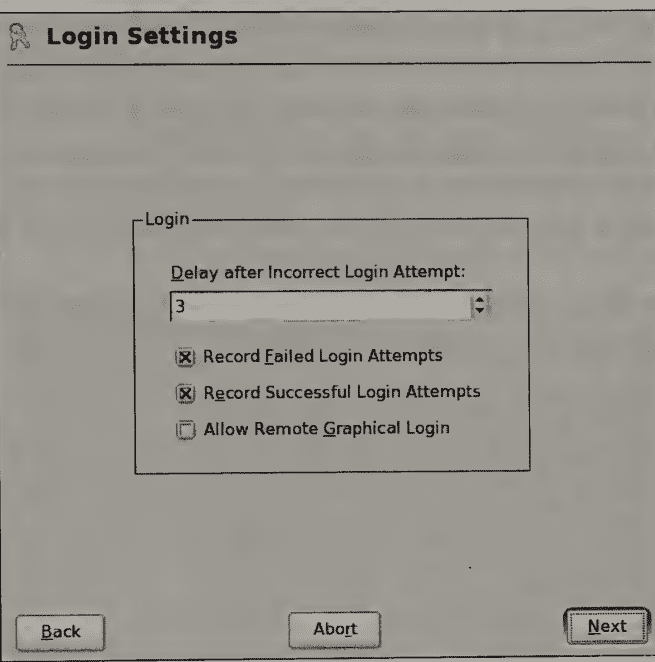 Login Settings
Login
Delay after Incorrect Login Attempt:
3
Record Failed Login Attempts
Record Successful Login Attempts
Allow Remote Graphical Login
Back
Abort
Next